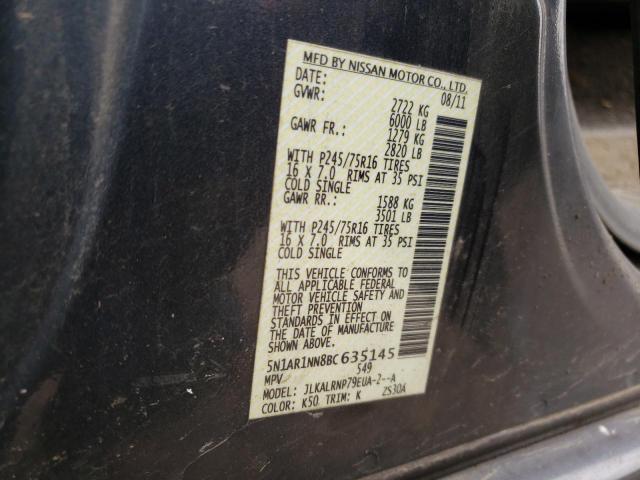 MFD BY NISSAN MOTOR CO., LTD.
DATE: 08/11
GVWR: 2722 KG
6000 LB
GAWR FR.: 1279 KG
2820 LB
WITH P245/75R16 TIRES
16 X 7.0 RIMS AT 35 PSI
COLD SINGLE
GAWR RR.: 1588 KG
3501 LB
WITH P245/75R16 TIRES
16 X 7.0 RIMS AT 35 PSI
COLD SINGLE
THIS VEHICLE CONFORMS TO
ALL APPLICABLE FEDERAL
MOTOR VEHICLE SAFETY AND
THEFT PREVENTION
STANDARDS IN EFFECT ON
THE DATE OF MANUFACTURE
SHOWN ABOVE.
5N1AR1NN8BC635145
MPV 549
MODEL: JLKALRNP79EUA-2--A
COLOR: K50 TRIM: K 2S30A